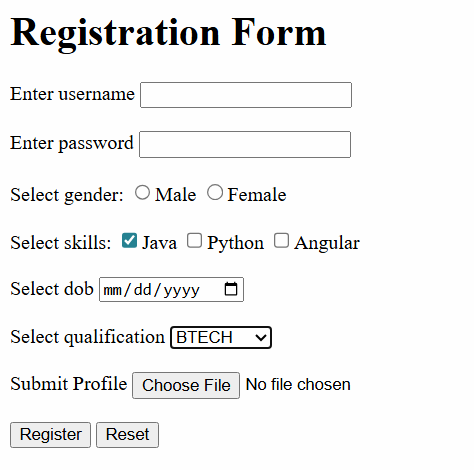 Registration Form
Enter username
Enter password
Select gender: Male Female
Select skills: Java Python Angular
Select dob mm/dd/yyyy
Select qualification BTECH
Submit Profile Choose File No file chosen
Register Reset